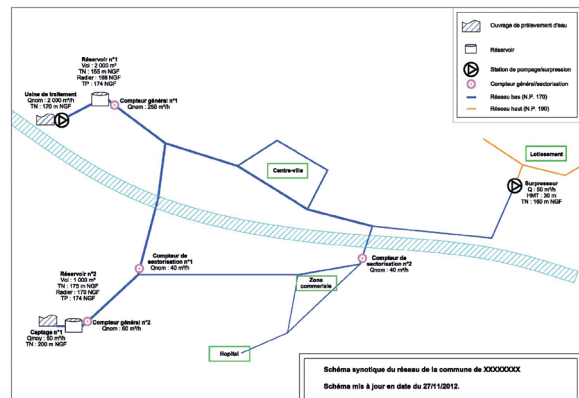 Ouvrage de prélèvement d'eau
Réservoir
Station de pompage/surpression
Compteur général/sectorisation
Réseau bas (N.P. 170)
Réseau haut (N.P. 190)
Réservoir n°1
Vol : 2 000 m³
TN : 155 m NGF
Radier : 168 NGF
TP : 174 NGF
Usine de traitement
Qnom : 2 000 m³/h
TN : 120 m NGF
Compteur général n°1
Qnom : 250 m³/h
Centre-ville
Lotissement
Surpresseur
Q : 50 m³/h
HMT : 30 m
TN : 160 m NGF
Compteur de
sectorisation n°1
Qnom : 40 m³/h
Compteur de
sectorisation n°2
Qnom : 40 m³/h
Réservoir n°2
Vol : 1 000 m³
TN : 175 m NGF
Radier : 170 NGF
TP : 174 NGF
Zone
commerisle
Compteur général n°2
Qnom : 60 m³/h
Captage n°1
Qmoy : 50 m³/h
TN : 200 m NGF
Hopital
Schéma synotique du réseau de la commune de XXXXXXXX
Schéma mis à jour en date du 27/11/2012.